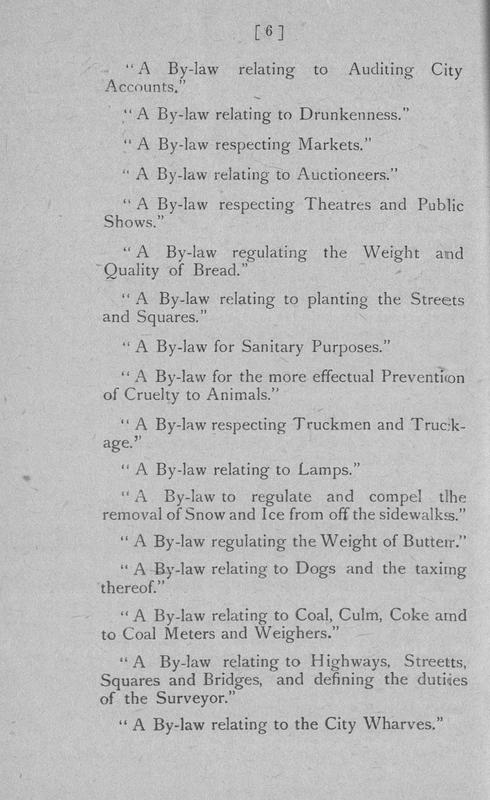 [ 6 ]
“ A By-law relating to Auditing City
Accounts.”
“ A By-law relating to Drunkenness.”
“ A By-law respecting Markets.”
“ A By-law relating to Auctioneers.”
“ A By-law respecting Theatres and Public
Shows.”
“ A By-law regulating the Weight and
Quality of Bread.”
“ A By-law relating to planting the Streets
and Squares.”
“ A By-law for Sanitary Purposes.”
“ A By-law for the more effectual Prevention
of Cruelty to Animals.”
“ A By-law respecting Truckmen and Truck-
age.”
“ A By-law relating to Lamps.”
“ A By-law to regulate and compel the
removal of Snow and Ice from off the sidewalks.”
“ A By-law regulating the Weight of Butter.”
“ A By-law relating to Dogs and the taxing
thereof.”
“ A By-law relating to Coal, Culm, Coke and
to Coal Meters and Weighers.”
“ A By-law relating to Highways, Streets,
Squares and Bridges, and defining the duties
of the Surveyor.”
“ A By-law relating to the City Wharves.”